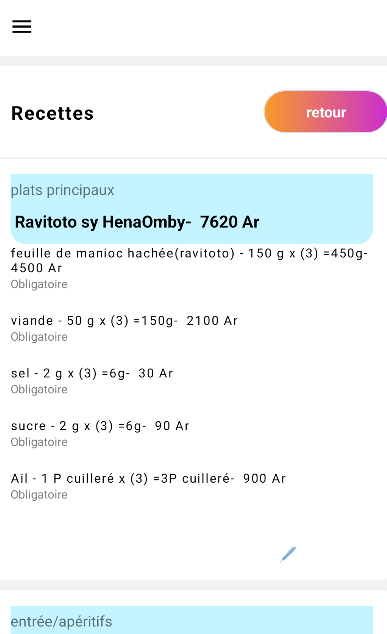 Recettes
retour
plats principaux
Ravitoto sy HenaOmby-  7620 Ar
feuille de manioc hachée(ravitoto) - 150 g x (3) =450g-
4500 Ar
Obligatoire
viande - 50 g x (3) =150g-  2100 Ar
Obligatoire
sel - 2 g x (3) =6g-  30 Ar
Obligatoire
sucre - 2 g x (3) =6g-  90 Ar
Obligatoire
Ail - 1 P cuilleré x (3) =3P cuilleré-  900 Ar
Obligatoire
entrée/apéritifs